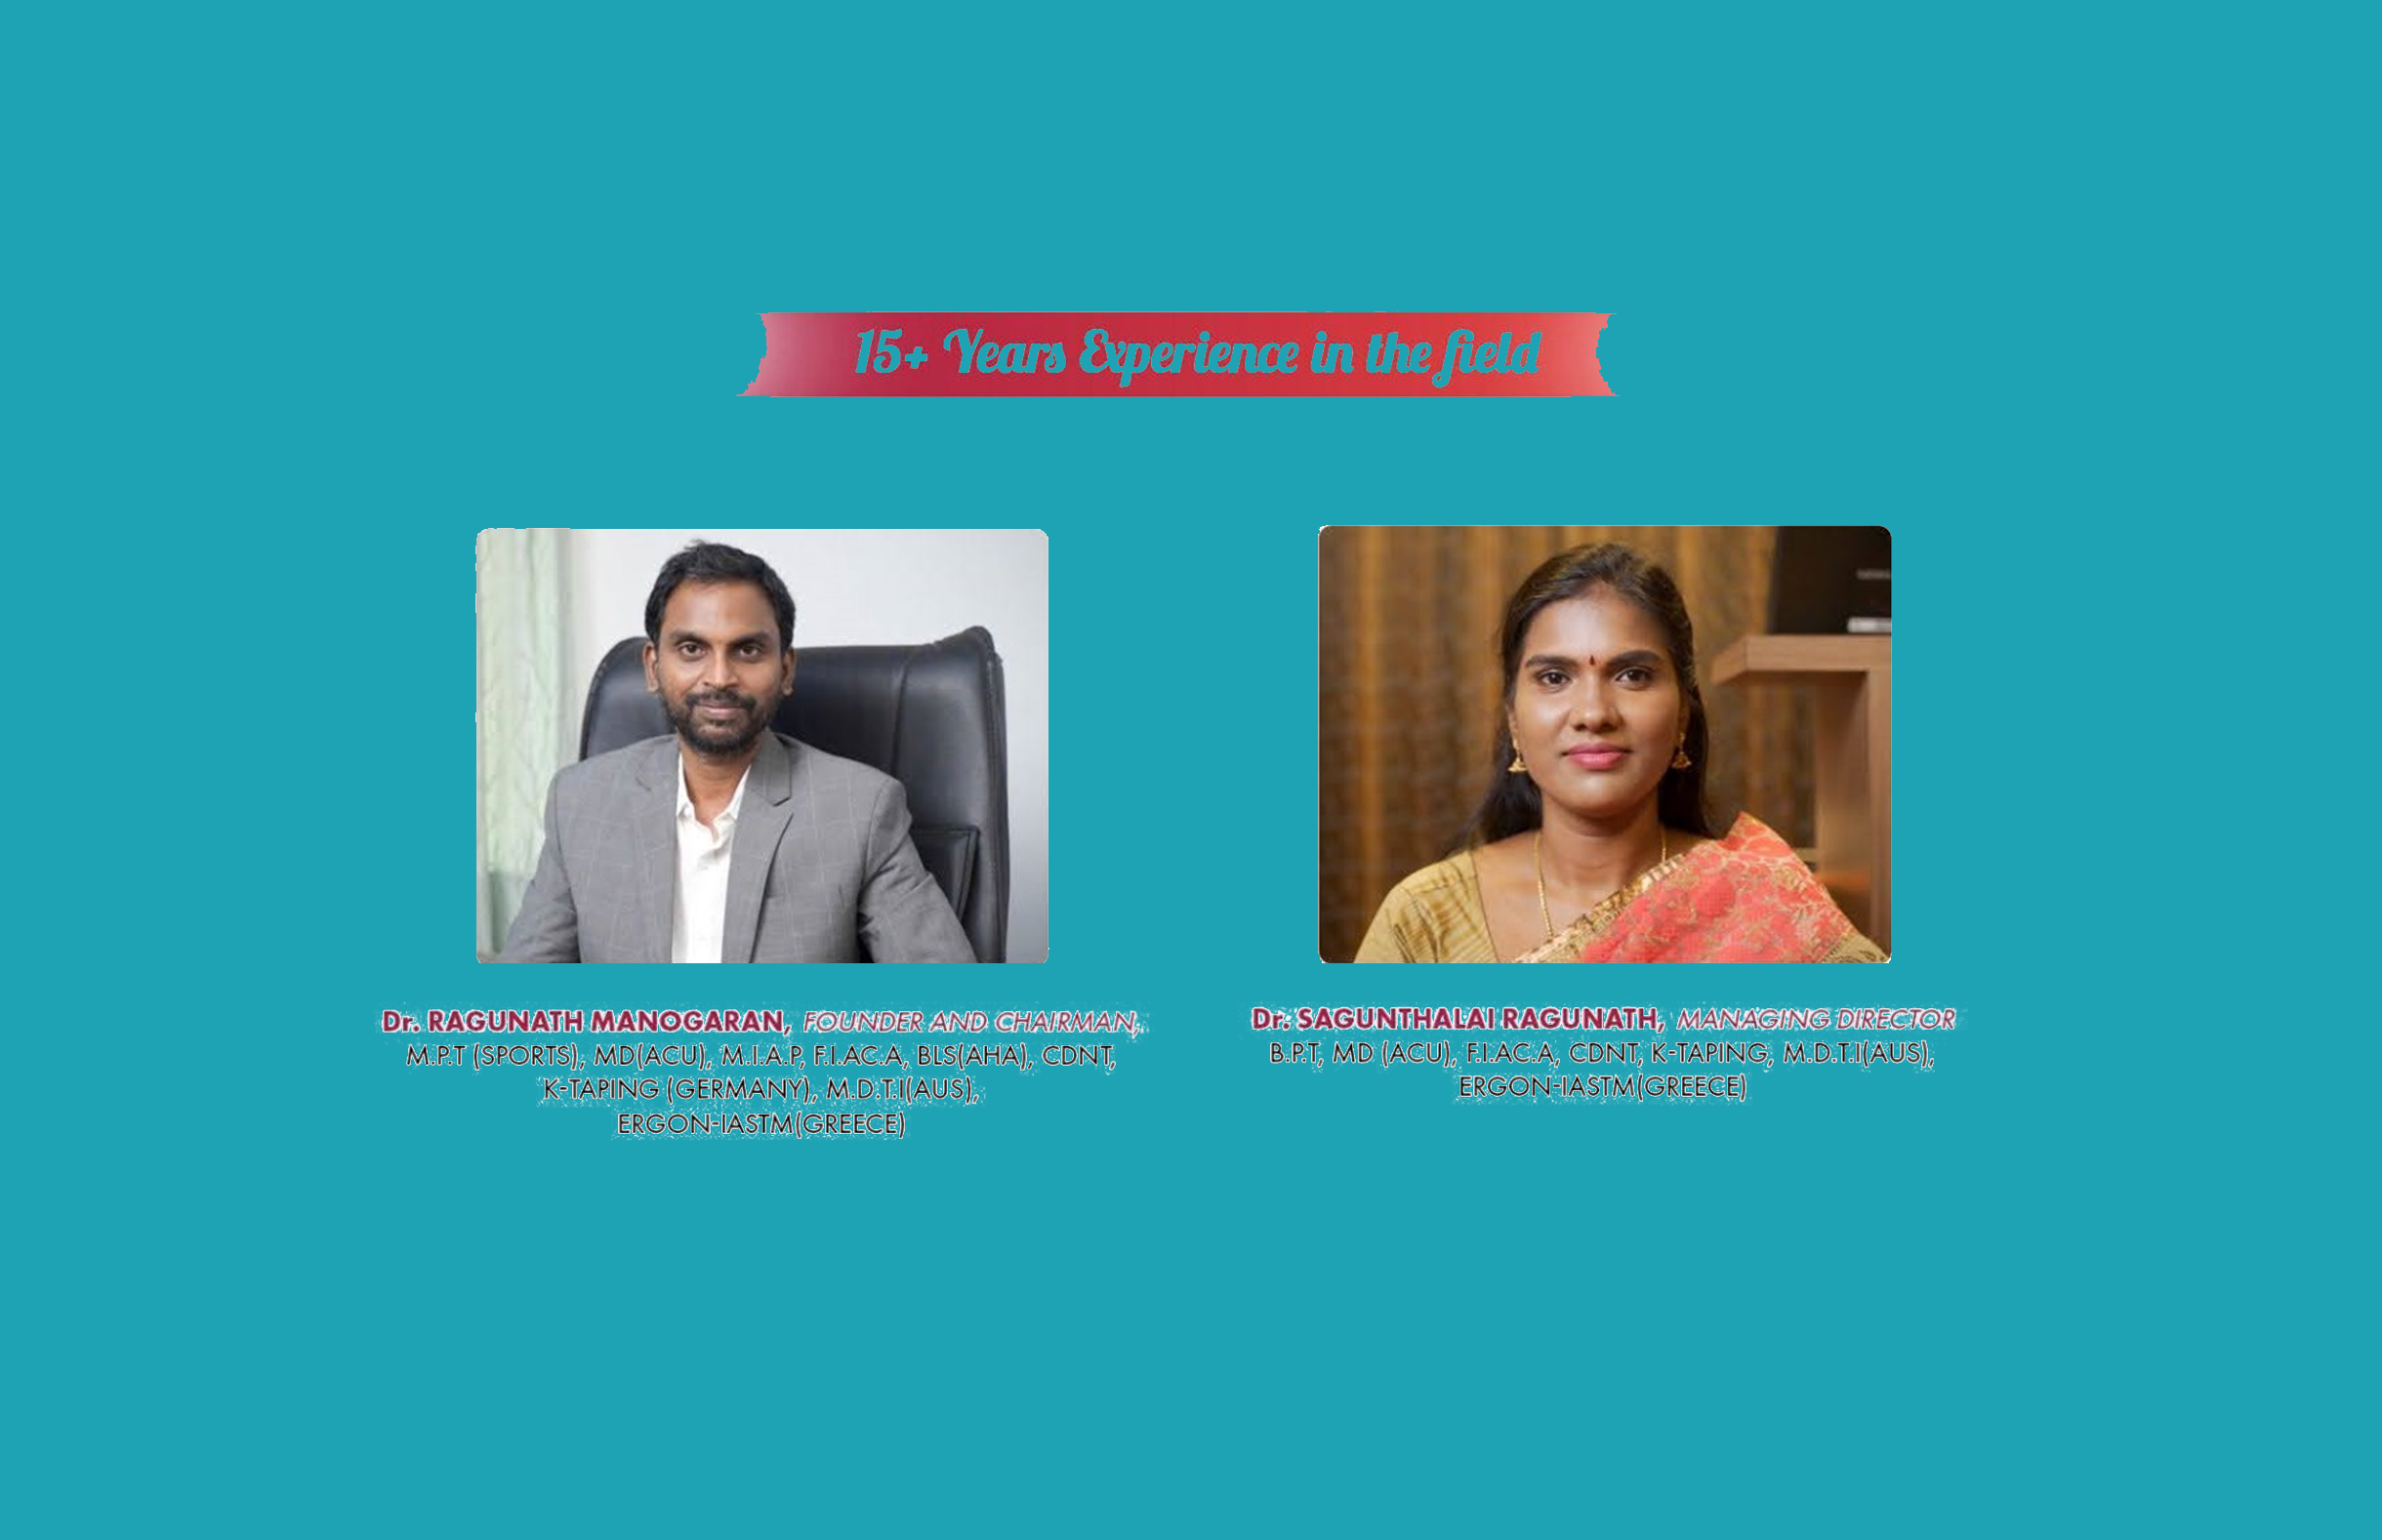 15+ Years Experience in the field
Dr. RAGUNATH MANOGARAN, FOUNDER AND CHAIRMAN,
M.P.T (SPORTS), MD(ACU), M.I.A.P, F.I.AC.A, BLS(AHA), CDNT,
K-TAPING (GERMANY), M.D.T.I(AUS),
ERGON-IASTM(GREECE)
Dr. SAGUNTHALAI RAGUNATH, MANAGING DIRECTOR
B.P.T, MD (ACU), F.I.AC.A, CDNT, K-TAPING, M.D.T.I(AUS),
ERGON-IASTM(GREECE)